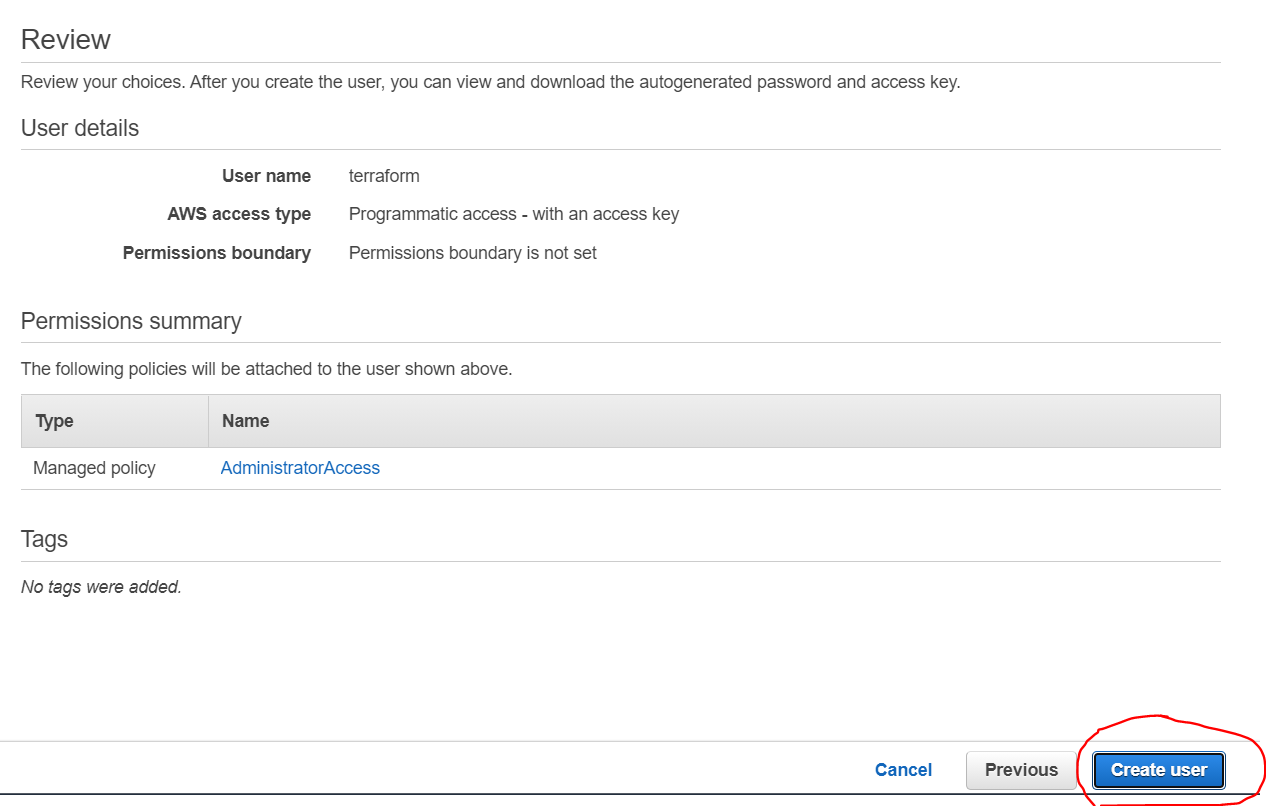 Review
Review your choices. After you create the user, you can view and download the autogenerated password and access key.
User details
User name terraform
AWS access type Programmatic access - with an access key
Permissions boundary Permissions boundary is not set
Permissions summary
The following policies will be attached to the user shown above.
Type Name
Managed policy AdministratorAccess
Tags
No tags were added.
Cancel Previous Create user